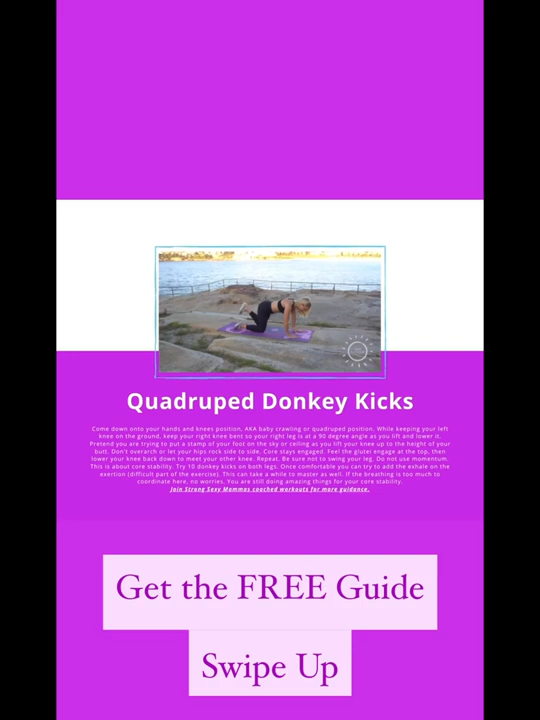 Quadruped Donkey Kicks
Come down onto your hands and knees position, AKA baby crawling or quadruped position. While keeping your left
knee on the ground, keep your right knee bent so your right leg is at a 90 degree angle as you lift and lower it.
Pretend you are trying to put a stamp of your foot on the sky or ceiling as you lift your knee up to the height of your
butt. Don't overarch or let your hips rock side to side. Core stays engaged. Feel the glutei engage at the top, then
lower your knee back down to meet your other knee. Repeat. Be sure not to swing your leg. Do not use momentum.
This is about core stability. Try 10 donkey kicks on both legs. Once comfortable you can try to add the exhale on the
exertion (difficult part of the exercise). This can take a while to master as well. If the breathing is too much to
coordinate here, no worries. You are still doing amazing things for your core stability.
Join Strong Sexy Mammas coached workouts for more guidance.
Get the FREE Guide
Swipe Up